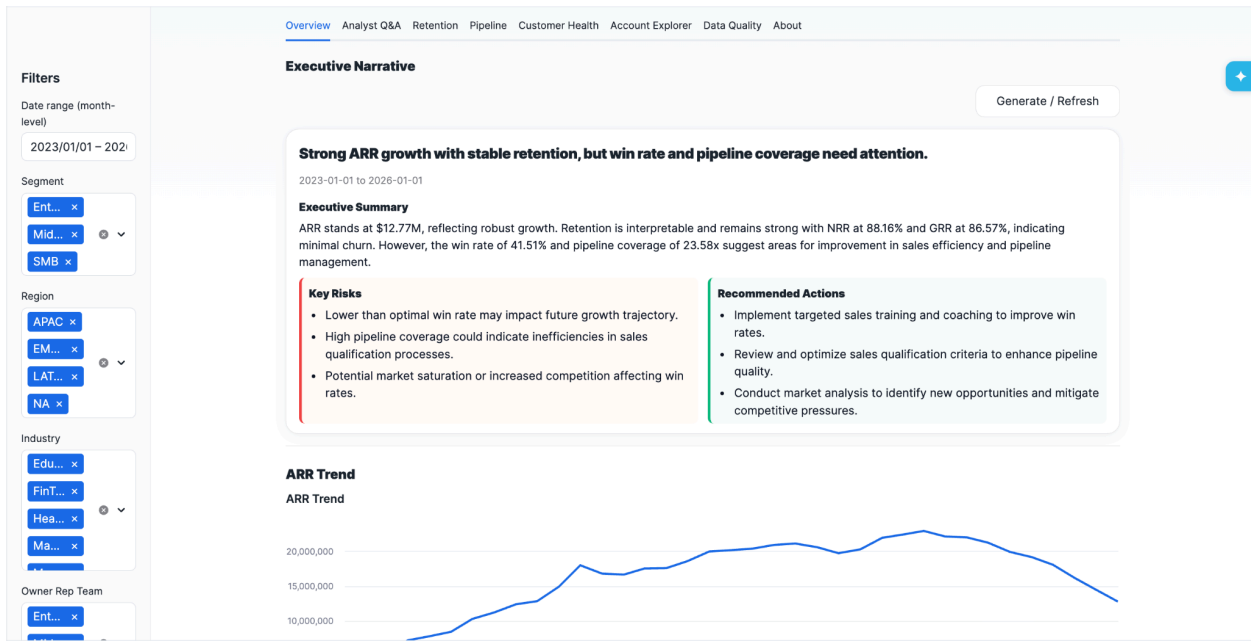 Overview Analyst Q&A Retention Pipeline Customer Health Account Explorer Data Quality About
Filters
Date range (month-
level)
2023/01/01 – 202
Segment
Ent... ×
Mid... ×
SMB ×
Region
APAC ×
EM... ×
LAT... ×
NA ×
Industry
Edu... ×
FinT... ×
Hea... ×
Ma... ×
Owner Rep Team
Ent... ×
Executive Narrative
Generate / Refresh
Strong ARR growth with stable retention, but win rate and pipeline coverage need attention.
2023-01-01 to 2026-01-01
Executive Summary
ARR stands at $12.77M, reflecting robust growth. Retention is interpretable and remains strong with NRR at 88.16% and GRR at 86.57%, indicating
minimal churn. However, the win rate of 41.51% and pipeline coverage of 23.58x suggest areas for improvement in sales efficiency and pipeline
management.
Key Risks
• Lower than optimal win rate may impact future growth trajectory.
• High pipeline coverage could indicate inefficiencies in sales
qualification processes.
• Potential market saturation or increased competition affecting win
rates.
Recommended Actions
• Implement targeted sales training and coaching to improve win
rates.
• Review and optimize sales qualification criteria to enhance pipeline
quality.
• Conduct market analysis to identify new opportunities and mitigate
competitive pressures.
ARR Trend
ARR Trend
20,000,000
15,000,000
10,000,000